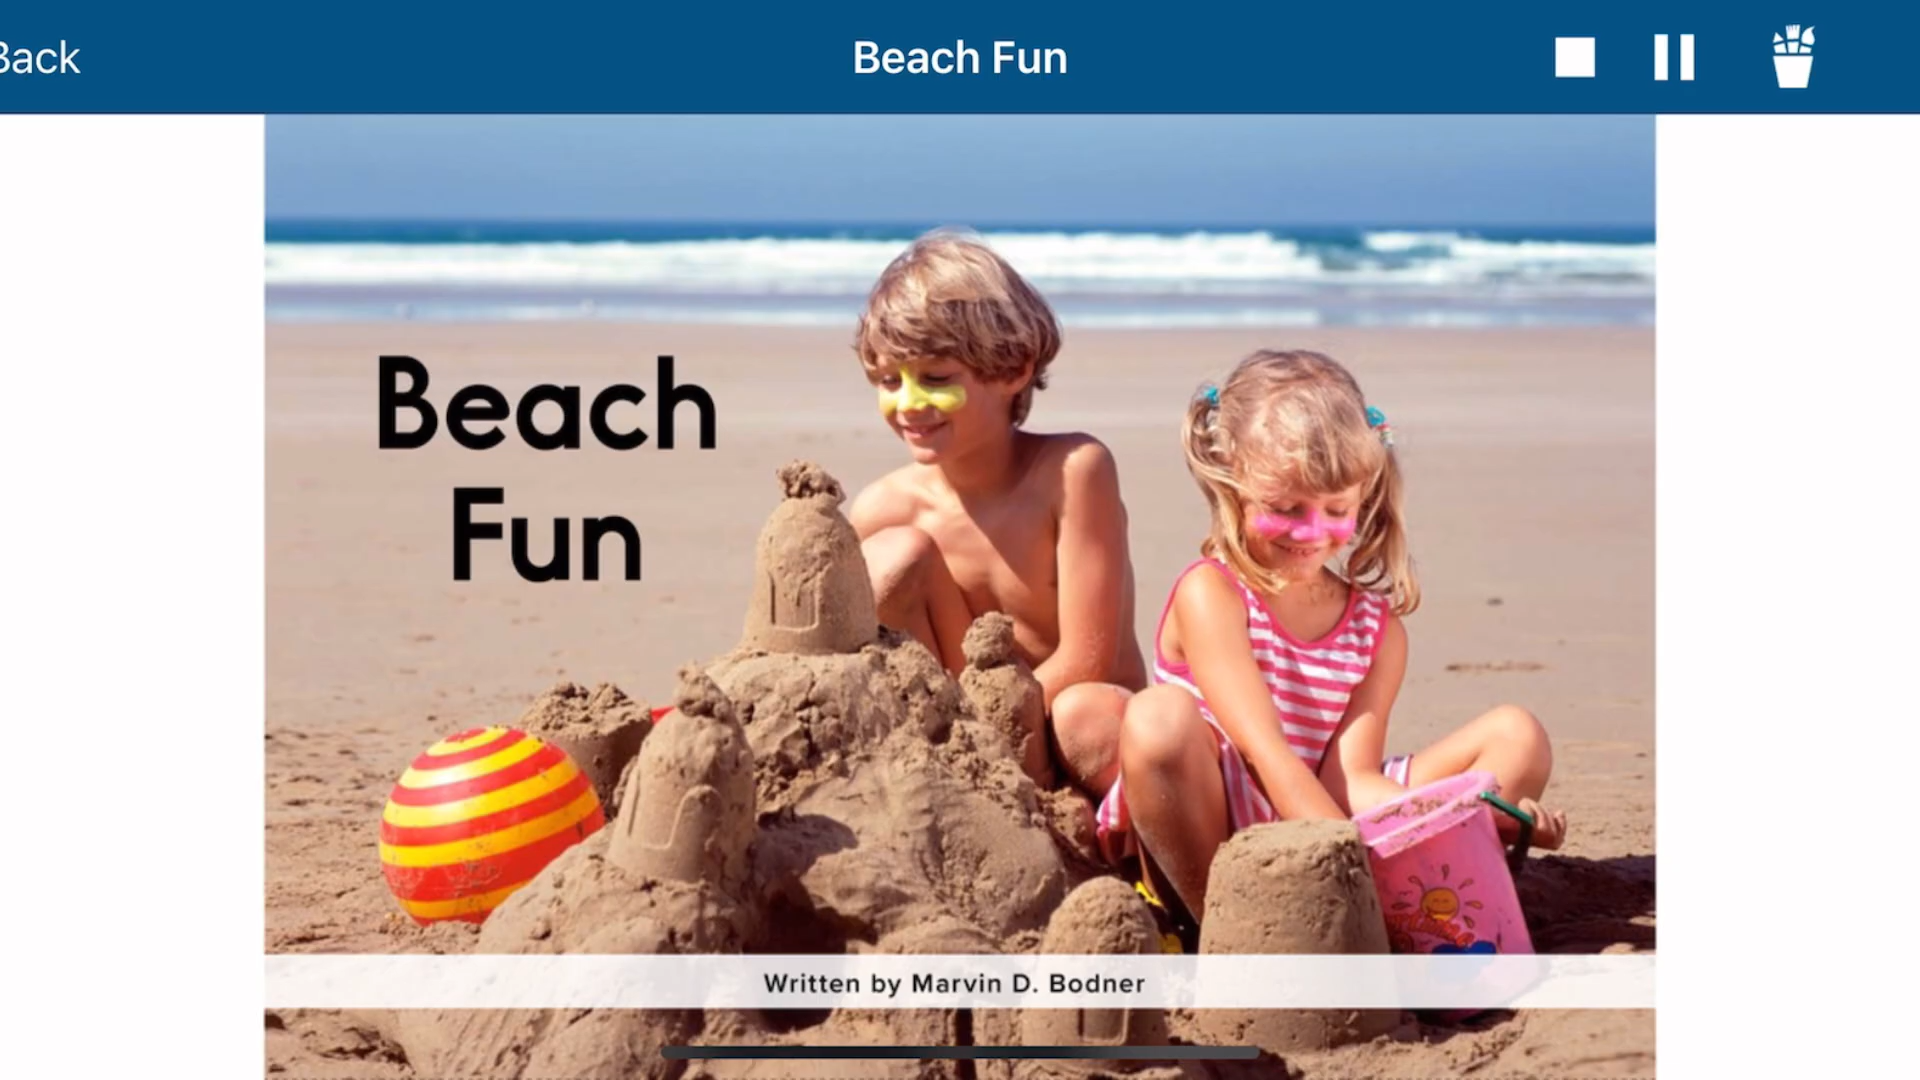 Back
Beach Fun
Beach
Fun
Written by Marvin D. Bodner